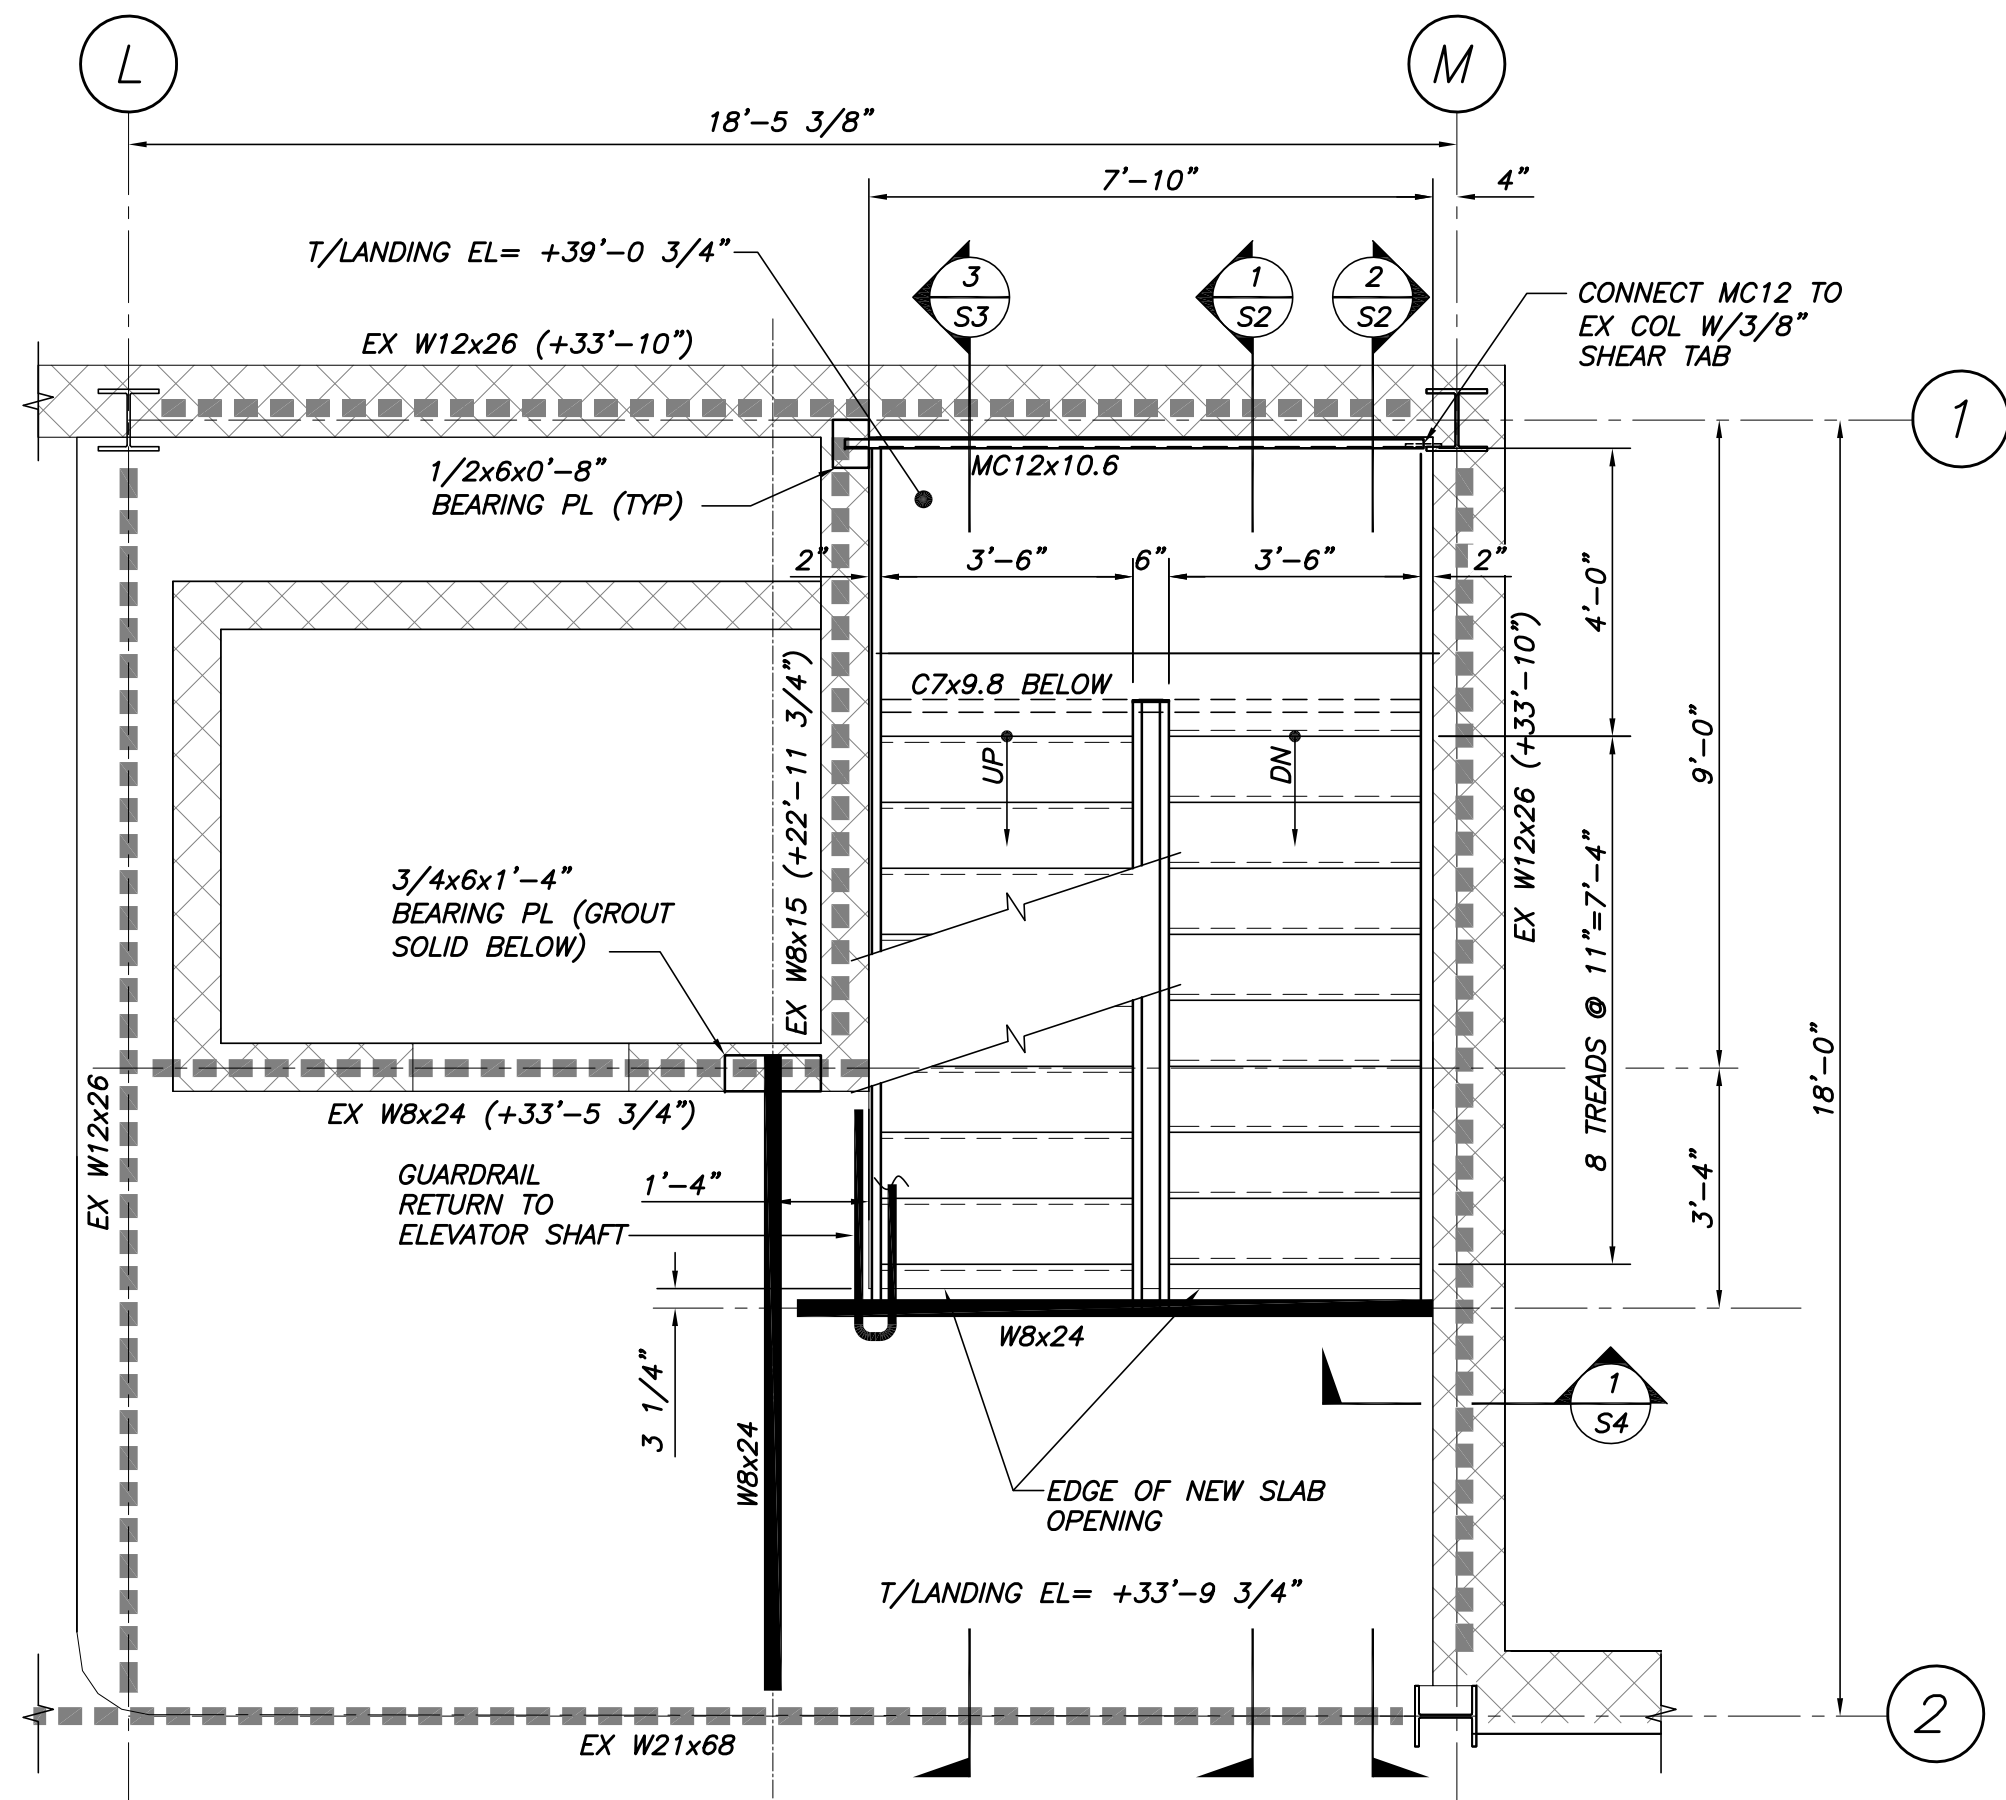 L
M
18'-5 3/8"
7'-10"
4"
T/LANDING EL= +39'-0 3/4"
3
S3
1
S2
2
S2
CONNECT MC12 TO
EX COL W/3/8"
SHEAR TAB
EX W12x26 (+33'-10")
1
1/2x6x0'-8"
BEARING PL (TYP)
MC12x10.6
2"
3'-6"
6"
3'-6"
2"
4'-0"
EX W12x26 (+33'-10")
C7x9.8 BELOW
EX W8x15 (+22'-11 3/4")
UP
DN
9'-0"
8 TREADS @ 11"=7'-4"
3/4x6x1'-4"
BEARING PL (GROUT
SOLID BELOW)
18'-0"
EX W12x26
EX W8x24 (+33'-5 3/4")
GUARDRAIL
RETURN TO
ELEVATOR SHAFT
1'-4"
3'-4"
W8x24
3 1/4"
W8x24
1
S4
EDGE OF NEW SLAB
OPENING
T/LANDING EL= +33'-9 3/4"
EX W21x68
2